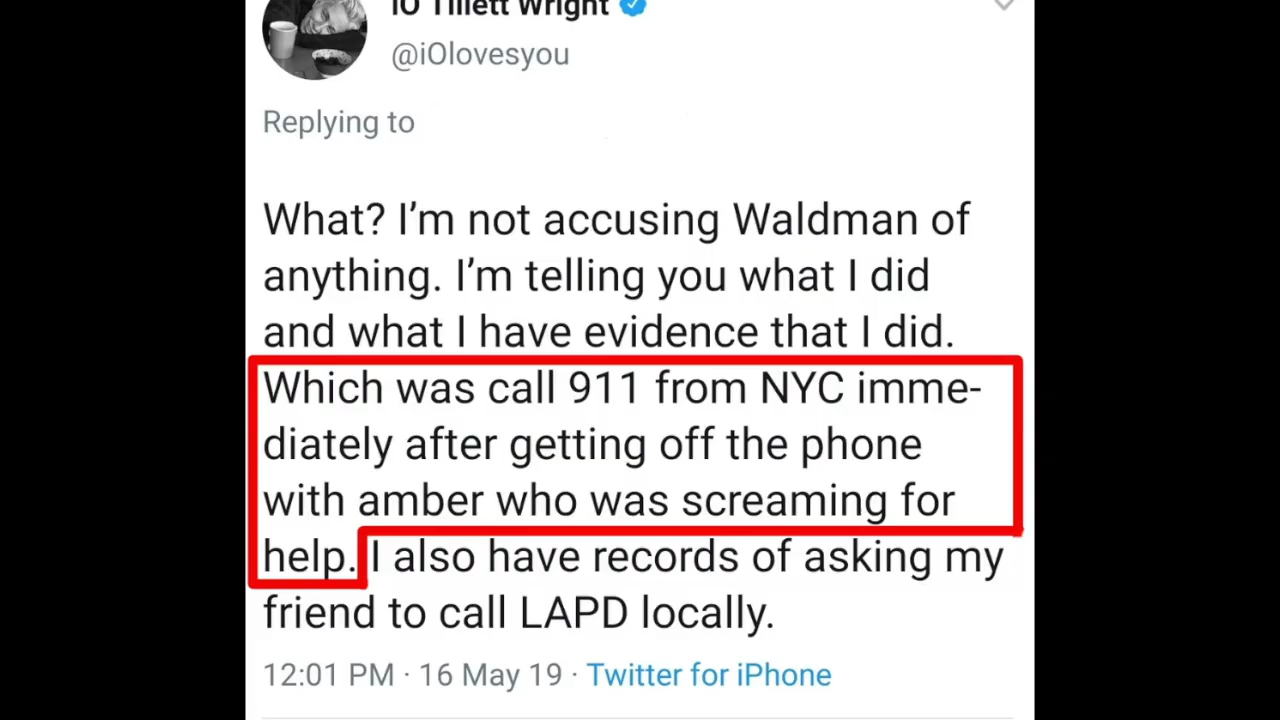 iO Tillett Wright
@iOlovesyou
Replying to
What? I'm not accusing Waldman of
anything. I'm telling you what I did
and what I have evidence that I did.
Which was call 911 from NYC imme-
diately after getting off the phone
with amber who was screaming for
help. I also have records of asking my
friend to call LAPD locally.
12:01 PM · 16 May 19 · Twitter for iPhone